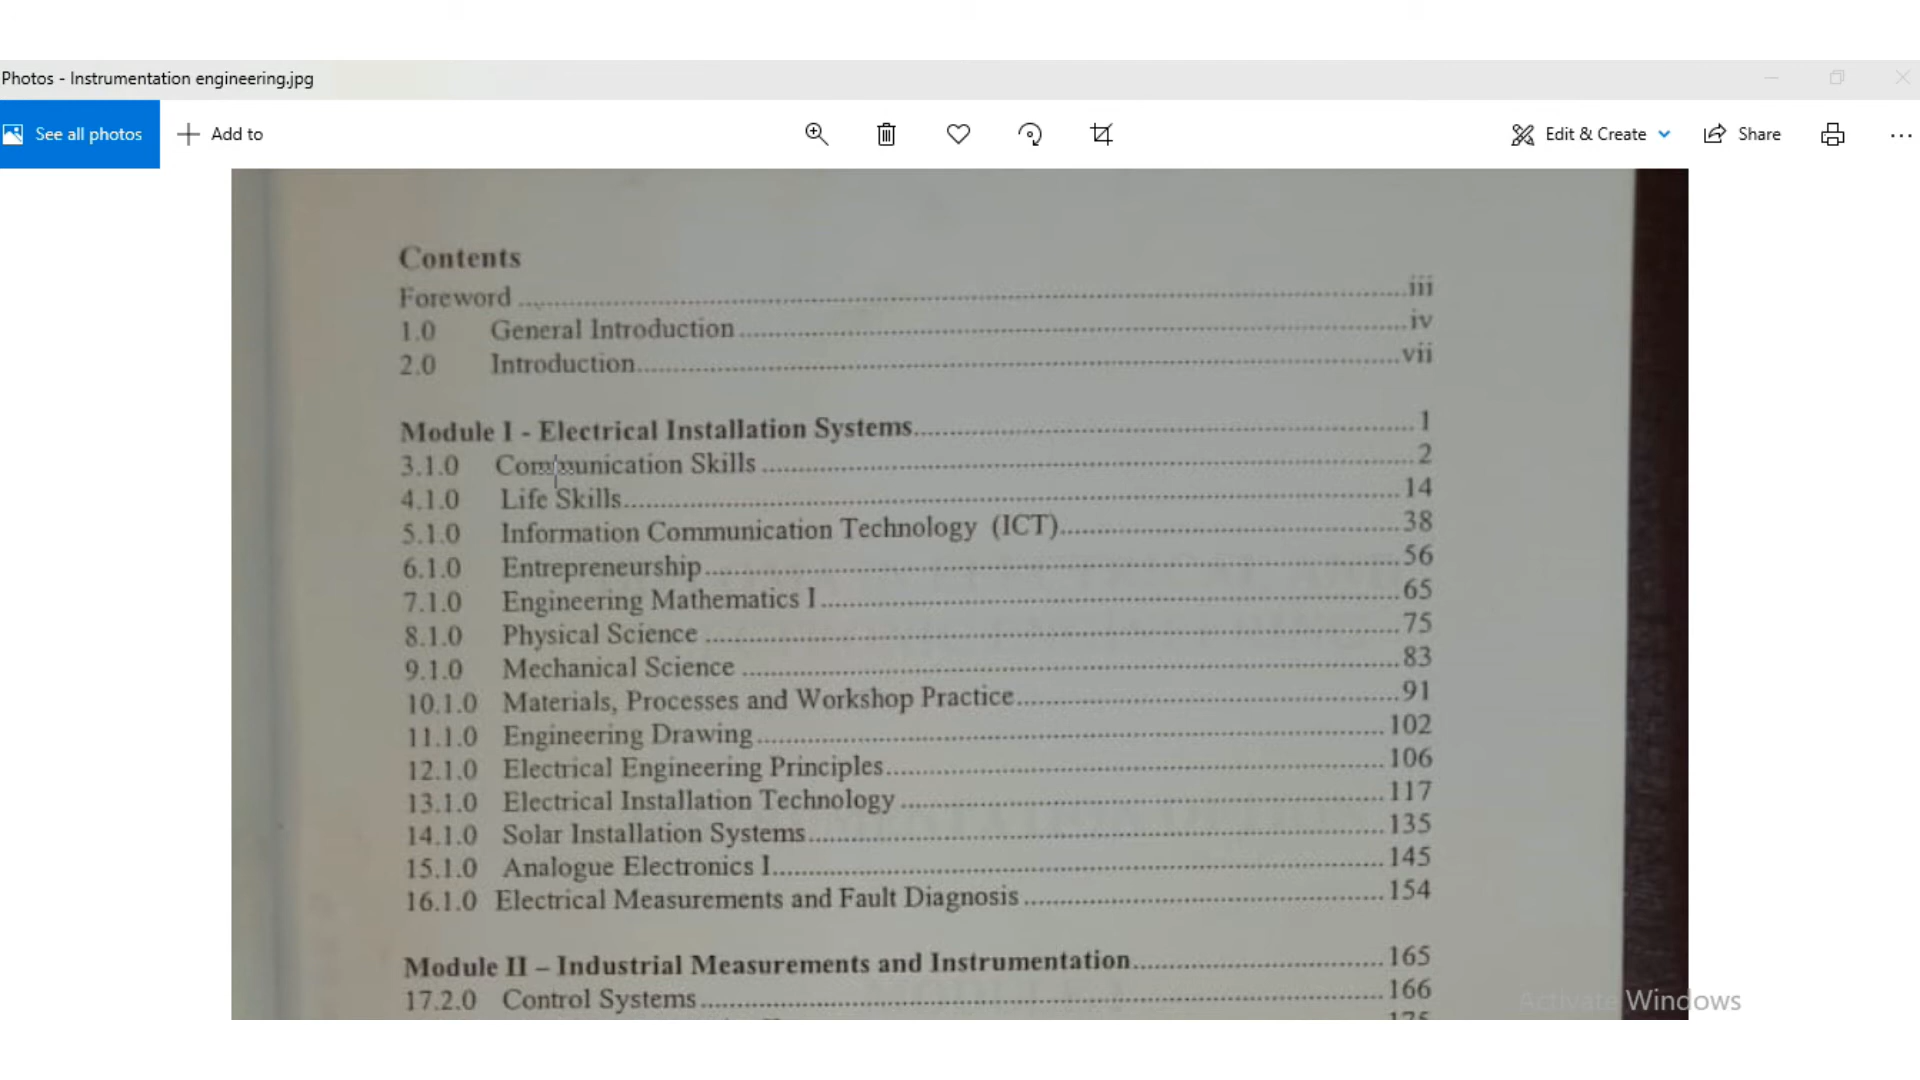 Photos - Instrumentation engineering.jpg
See all photos
Add to
Edit & Create
Share
Contents
Foreword ........ iii
1.0 General Introduction ........ iv
2.0 Introduction ........ vii
Module I - Electrical Installation Systems ........ 1
3.1.0 Communication Skills ........ 2
4.1.0 Life Skills ........ 14
5.1.0 Information Communication Technology (ICT) ........ 38
6.1.0 Entrepreneurship ........ 56
7.1.0 Engineering Mathematics I ........ 65
8.1.0 Physical Science ........ 75
9.1.0 Mechanical Science ........ 83
10.1.0 Materials, Processes and Workshop Practice ........ 91
11.1.0 Engineering Drawing ........ 102
12.1.0 Electrical Engineering Principles ........ 106
13.1.0 Electrical Installation Technology ........ 117
14.1.0 Solar Installation Systems ........ 135
15.1.0 Analogue Electronics I ........ 145
16.1.0 Electrical Measurements and Fault Diagnosis ........ 154
Module II – Industrial Measurements and Instrumentation ........ 165
17.2.0 Control Systems ........ 166
Activate Windows